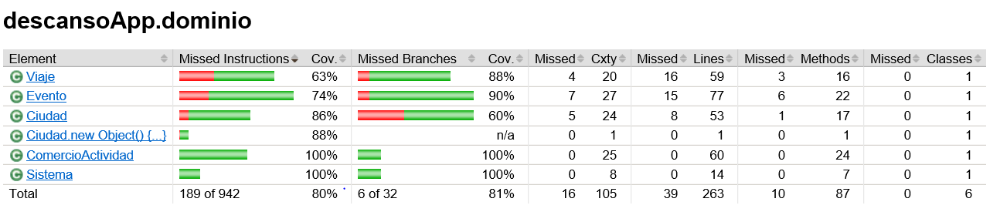 descansoApp.dominio
Element Missed Instructions Cov. Missed Branches Cov. Missed Cxty Missed Lines Missed Methods Missed Classes
Viaje 63% 88% 4 20 16 59 3 16 0 1
Evento 74% 90% 7 27 15 77 6 22 0 1
Ciudad 86% 60% 5 24 8 53 1 17 0 1
Ciudad.new Object() {...} 88% n/a 0 1 0 1 0 1 0 1
ComercioActividad 100% 100% 0 25 0 60 0 24 0 1
Sistema 100% 100% 0 8 0 14 0 7 0 1
Total 189 of 942 80% 6 of 32 81% 16 105 39 263 10 87 0 6